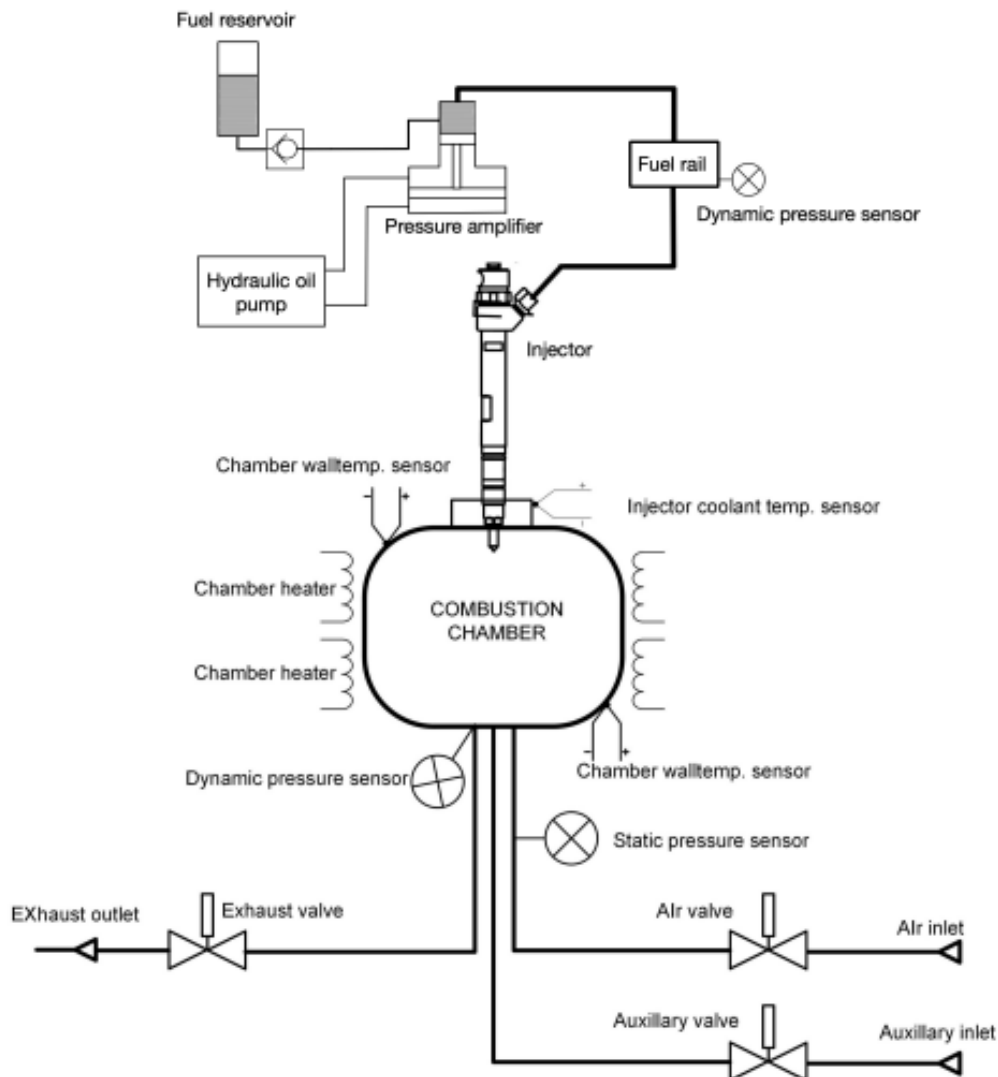 Fuel reservoir
Fuel rail
Dynamic pressure sensor
Pressure amplifier
Hydraulic oil
pump
Injector
Chamber walltemp. sensor
- +
+
-
Injector coolant temp. sensor
Chamber heater
COMBUSTION
CHAMBER
Chamber heater
- +
Dynamic pressure sensor
Chamber walltemp. sensor
Static pressure sensor
EXhaust outlet
Exhaust valve
AIr valve
AIr inlet
Auxillary valve
Auxillary inlet